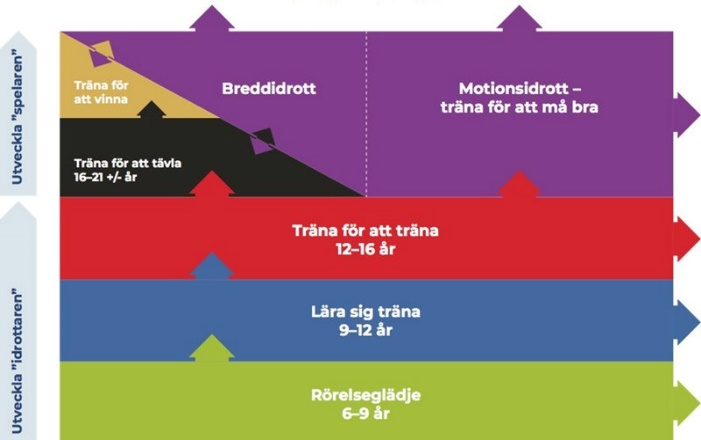 Utveckla ”spelaren”
Träna för
att vinna
Breddidrott
Motionsidrott –
träna för att må bra
Träna för att tävla
16–21 +/- år
Utveckla ”idrottaren”
Träna för att träna
12–16 år
Lära sig träna
9–12 år
Rörelseglädje
6–9 år